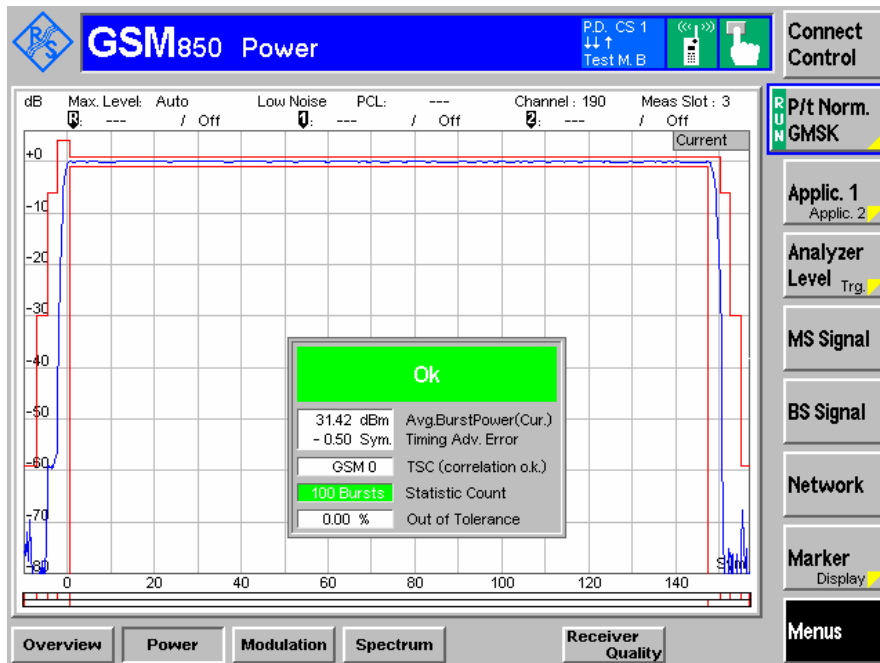 R&S
GSM850 Power
P.D. CS 1
Test M. B
Connect Control
dB Max. Level: Auto Low Noise PCL: --- Channel : 190 Meas Slot : 3
R: --- / Off 1: --- / Off 2: --- / Off
Current
+0
-10
-20
-30
-40
-50
-60
-70
-80
0 20 40 60 80 100 120 140
Ok
31.42 dBm Avg.BurstPower(Cur.)
- 0.50 Sym. Timing Adv. Error
GSM 0 TSC (correlation o.k.)
100 Bursts Statistic Count
0.00 % Out of Tolerance
RUN
P/t Norm.
GMSK
Applic. 1
Applic. 2
Analyzer
Level Trg.
MS Signal
BS Signal
Network
Marker
Display
Menus
Overview Power Modulation Spectrum Receiver Quality